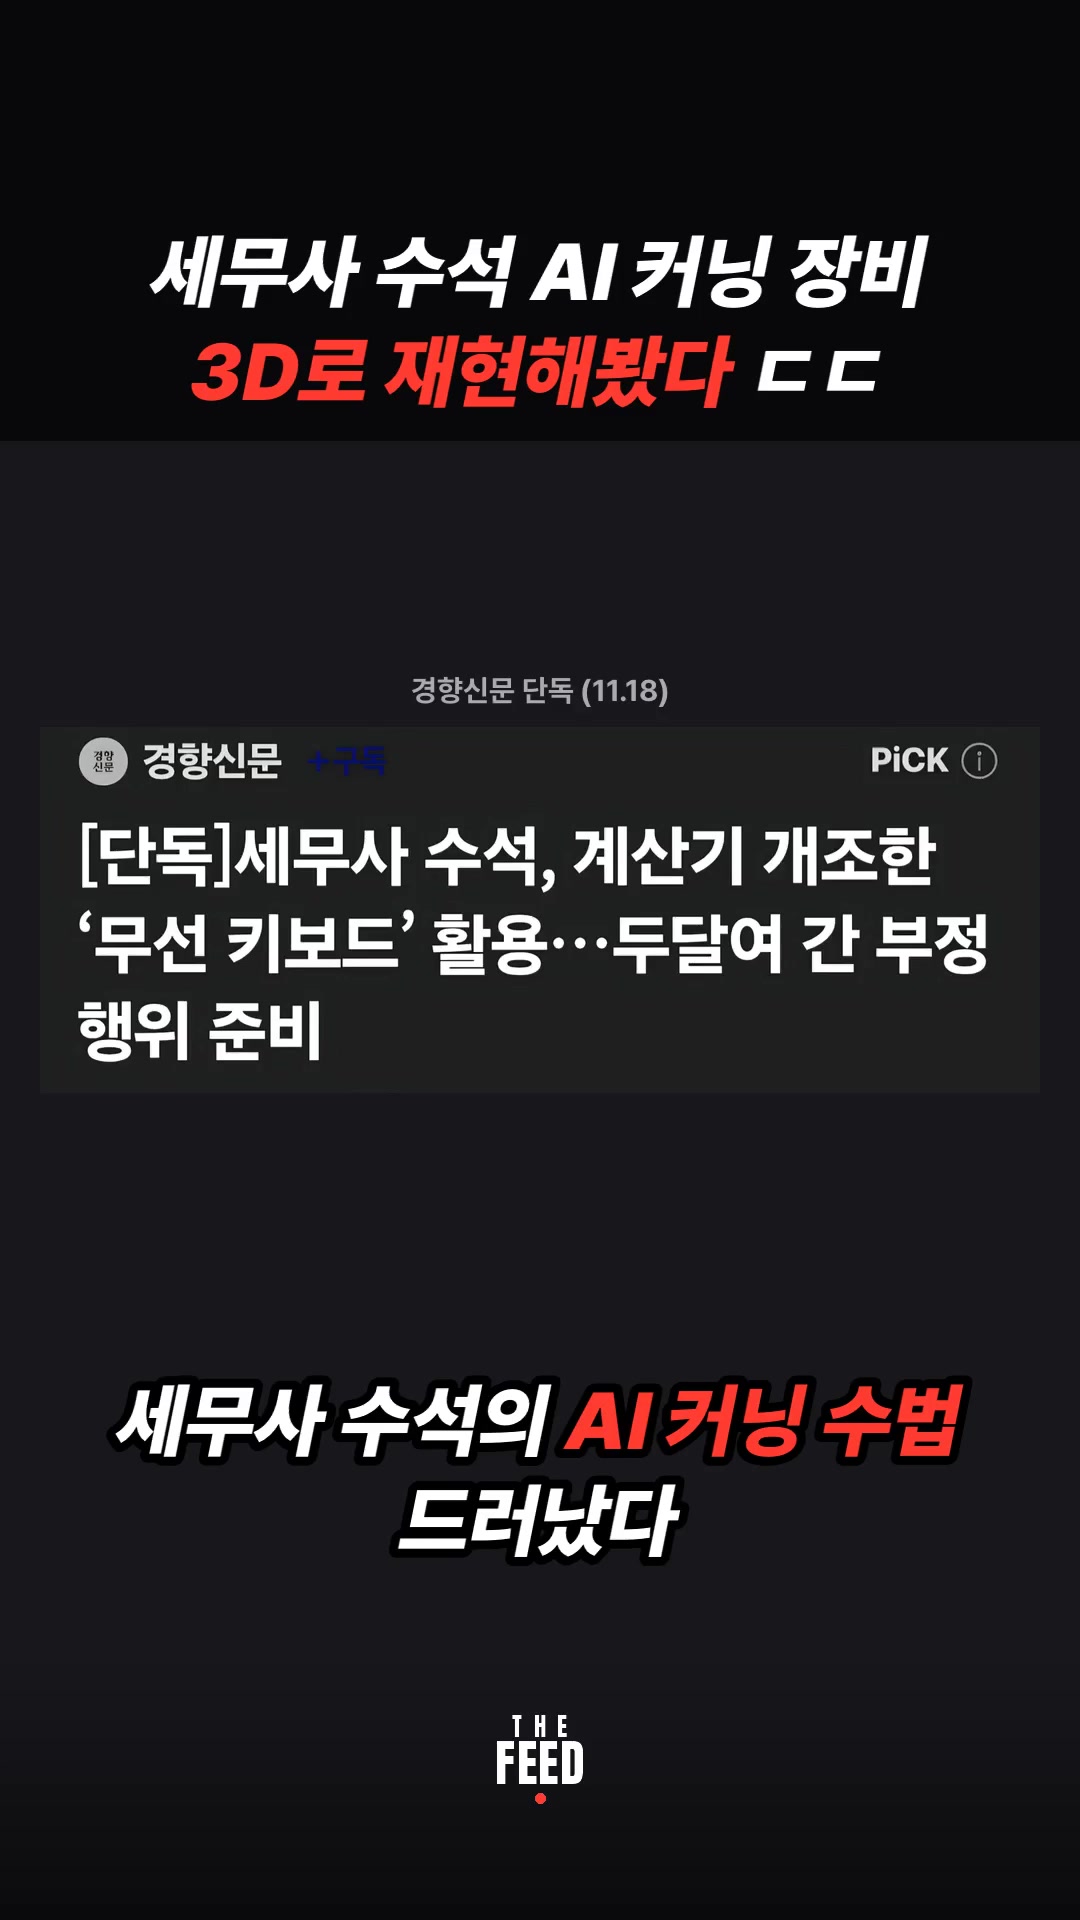 세무사 수석 AI 커닝 장비
3D로 재현해봤다 ㄷㄷ
경향신문 단독 (11.18)
경향신문
경향신문 +구독 PiCK i
[단독]세무사 수석, 계산기 개조한
‘무선 키보드’ 활용…두달여 간 부정
행위 준비
세무사 수석의 AI 커닝 수법
드러났다
THE
FEED